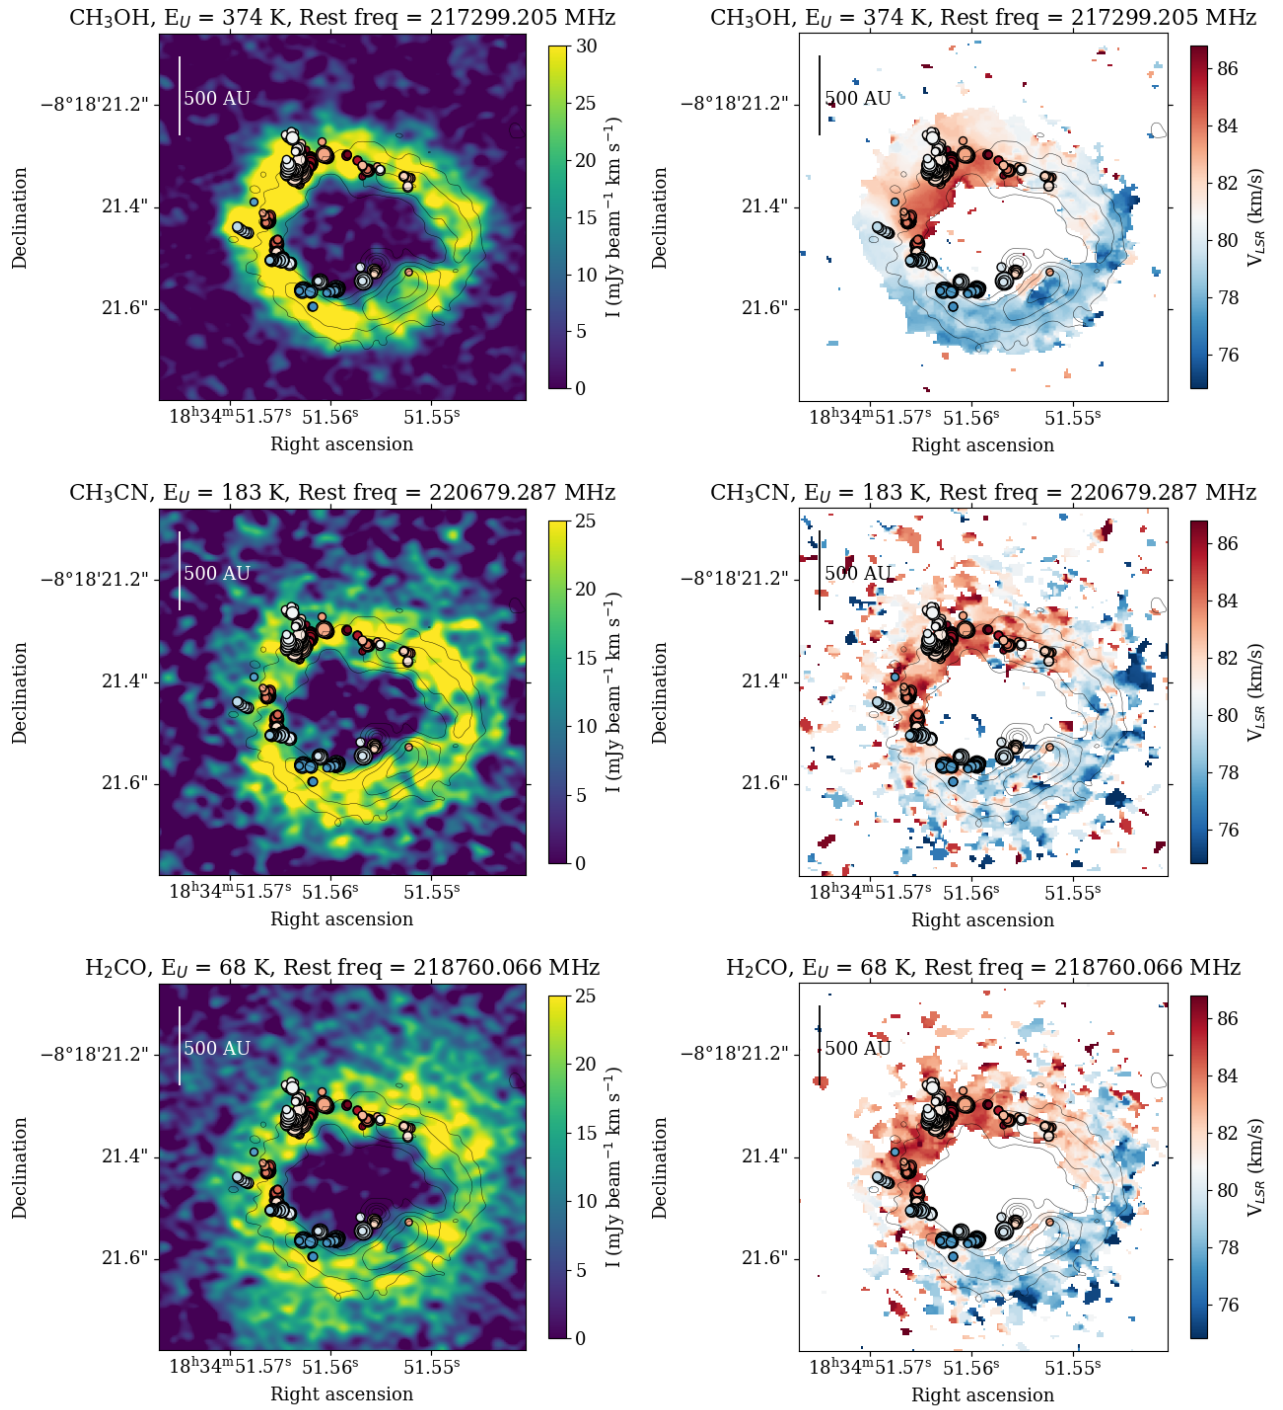 CH₃OH, E_U = 374 K, Rest freq = 217299.205 MHz
500 AU
−8°18'21.2"
21.4"
21.6"
Declination
18ʰ34ᵐ51.57ˢ 51.56ˢ 51.55ˢ
Right ascension
30
25
20
15
10
5
0
I (mJy beam⁻¹ km s⁻¹)
CH₃OH, E_U = 374 K, Rest freq = 217299.205 MHz
500 AU
−8°18'21.2"
21.4"
21.6"
Declination
18ʰ34ᵐ51.57ˢ 51.56ˢ 51.55ˢ
Right ascension
86
84
82
80
78
76
V_LSR (km/s)
CH₃CN, E_U = 183 K, Rest freq = 220679.287 MHz
500 AU
−8°18'21.2"
21.4"
21.6"
Declination
18ʰ34ᵐ51.57ˢ 51.56ˢ 51.55ˢ
Right ascension
25
20
15
10
5
0
I (mJy beam⁻¹ km s⁻¹)
CH₃CN, E_U = 183 K, Rest freq = 220679.287 MHz
500 AU
−8°18'21.2"
21.4"
21.6"
Declination
18ʰ34ᵐ51.57ˢ 51.56ˢ 51.55ˢ
Right ascension
86
84
82
80
78
76
V_LSR (km/s)
H₂CO, E_U = 68 K, Rest freq = 218760.066 MHz
500 AU
−8°18'21.2"
21.4"
21.6"
Declination
18ʰ34ᵐ51.57ˢ 51.56ˢ 51.55ˢ
Right ascension
25
20
15
10
5
0
I (mJy beam⁻¹ km s⁻¹)
H₂CO, E_U = 68 K, Rest freq = 218760.066 MHz
500 AU
−8°18'21.2"
21.4"
21.6"
Declination
18ʰ34ᵐ51.57ˢ 51.56ˢ 51.55ˢ
Right ascension
86
84
82
80
78
76
V_LSR (km/s)